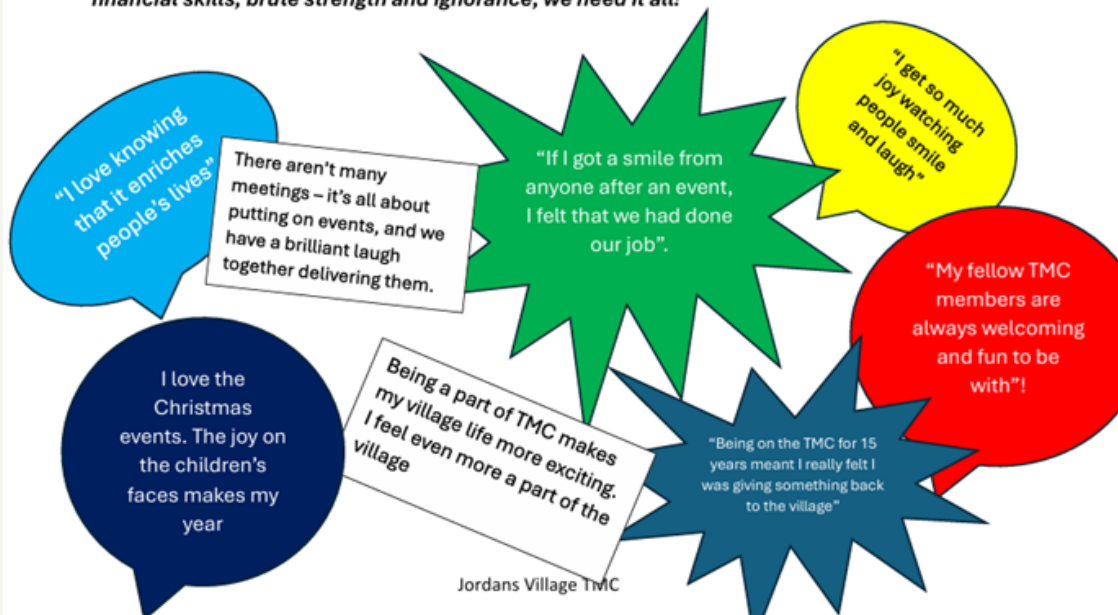 financial skills, brute strength and ignorance, we need it all!
"I love knowing
that it enriches
people's lives"
There aren't many
meetings – it's all about
putting on events, and we
have a brilliant laugh
together delivering them.
"If I got a smile from
anyone after an event,
I felt that we had done
our job".
"I get so much
joy watching
people smile
and laugh"
"My fellow TMC
members are
always welcoming
and fun to be
with"!
I love the
Christmas
events. The joy on
the children's
faces makes my
year
Being a part of TMC makes
my village life more exciting.
I feel even more a part of the
village
"Being on the TMC for 15
years meant I really felt I
was giving something back
to the village"
Jordans Village TMC